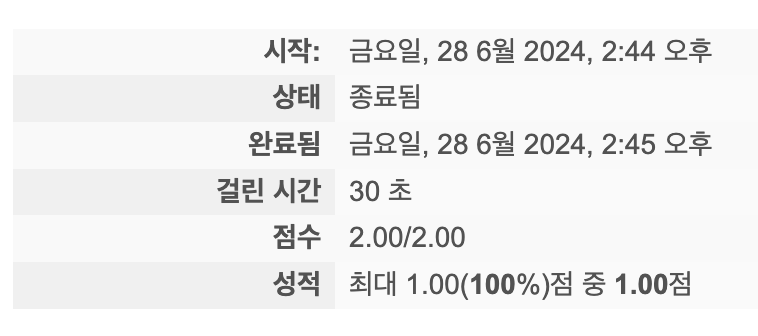 시작: 금요일, 28 6월 2024, 2:44 오후
상태 종료됨
완료됨 금요일, 28 6월 2024, 2:45 오후
걸린 시간 30 초
점수 2.00/2.00
성적 최대 1.00(100%)점 중 1.00점